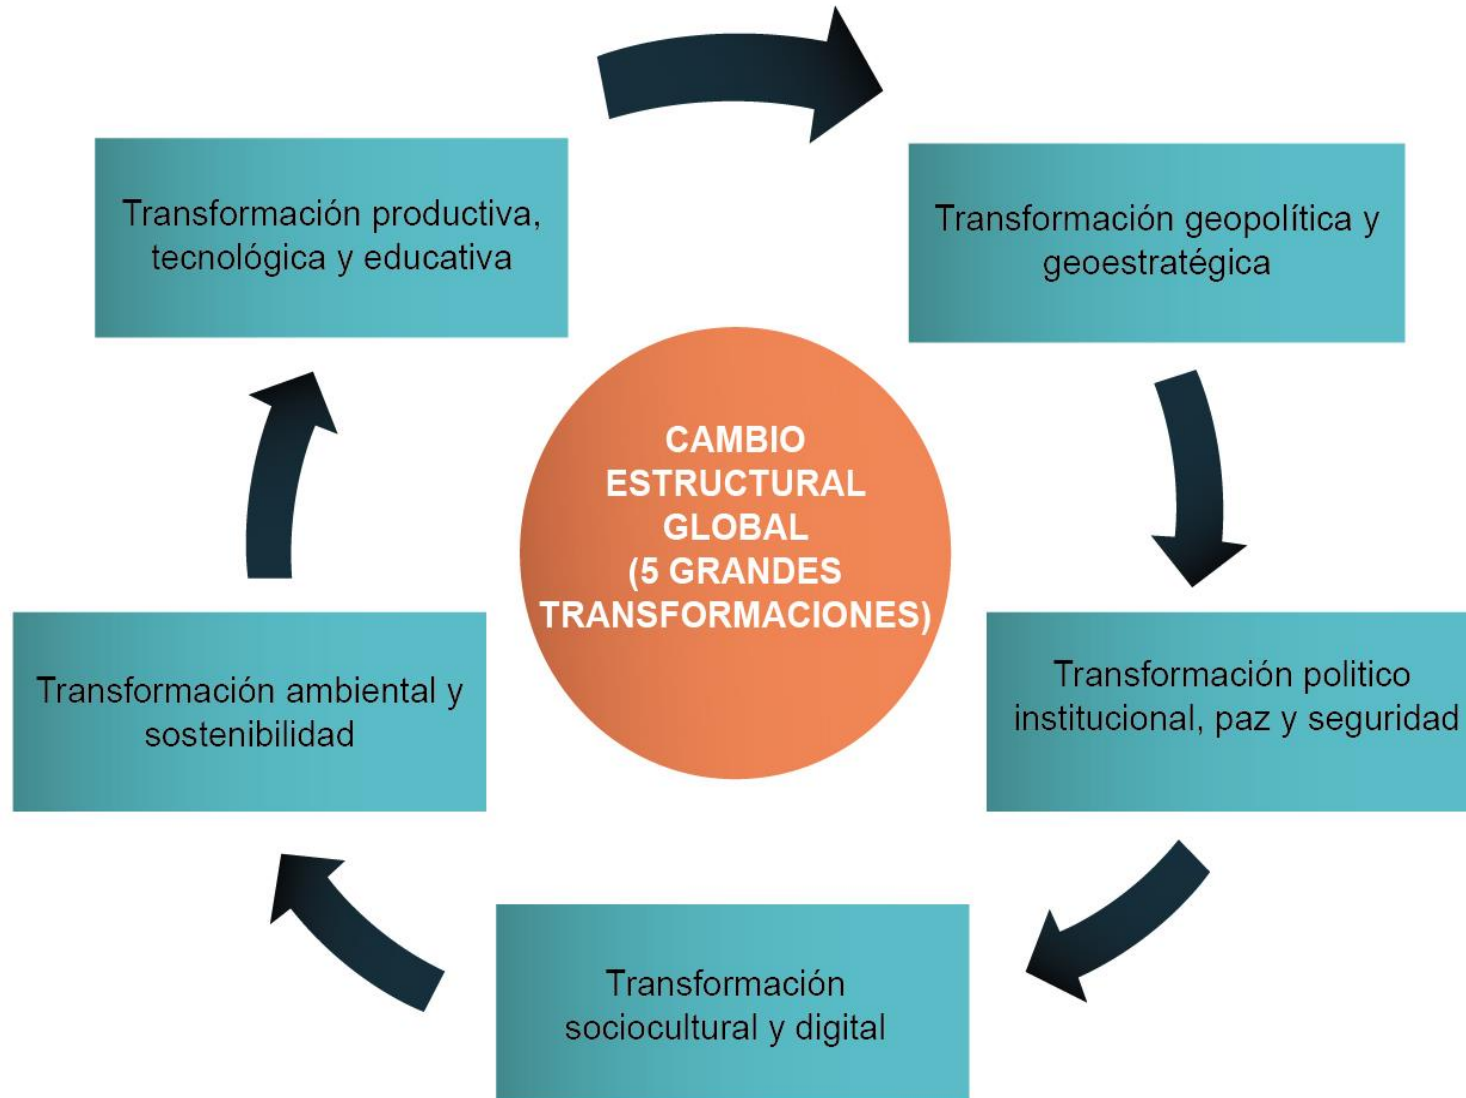 Transformación productiva,
tecnológica y educativa
Transformación geopolítica y
geoestratégica
CAMBIO
ESTRUCTURAL
GLOBAL
(5 GRANDES
TRANSFORMACIONES)
Transformación ambiental y
sostenibilidad
Transformación politico
institucional, paz y seguridad
Transformación
sociocultural y digital